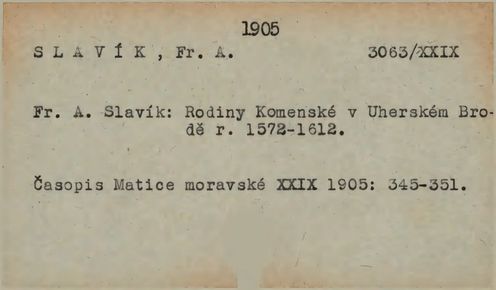 1905
S L A V Í K , Fr. A. 3063/XXIX
Fr. A. Slavík: Rodiny Komenské v Uherském Bro-
dě r. 1572-1612.
Časopis Matice moravské XXIX 1905: 345-351.